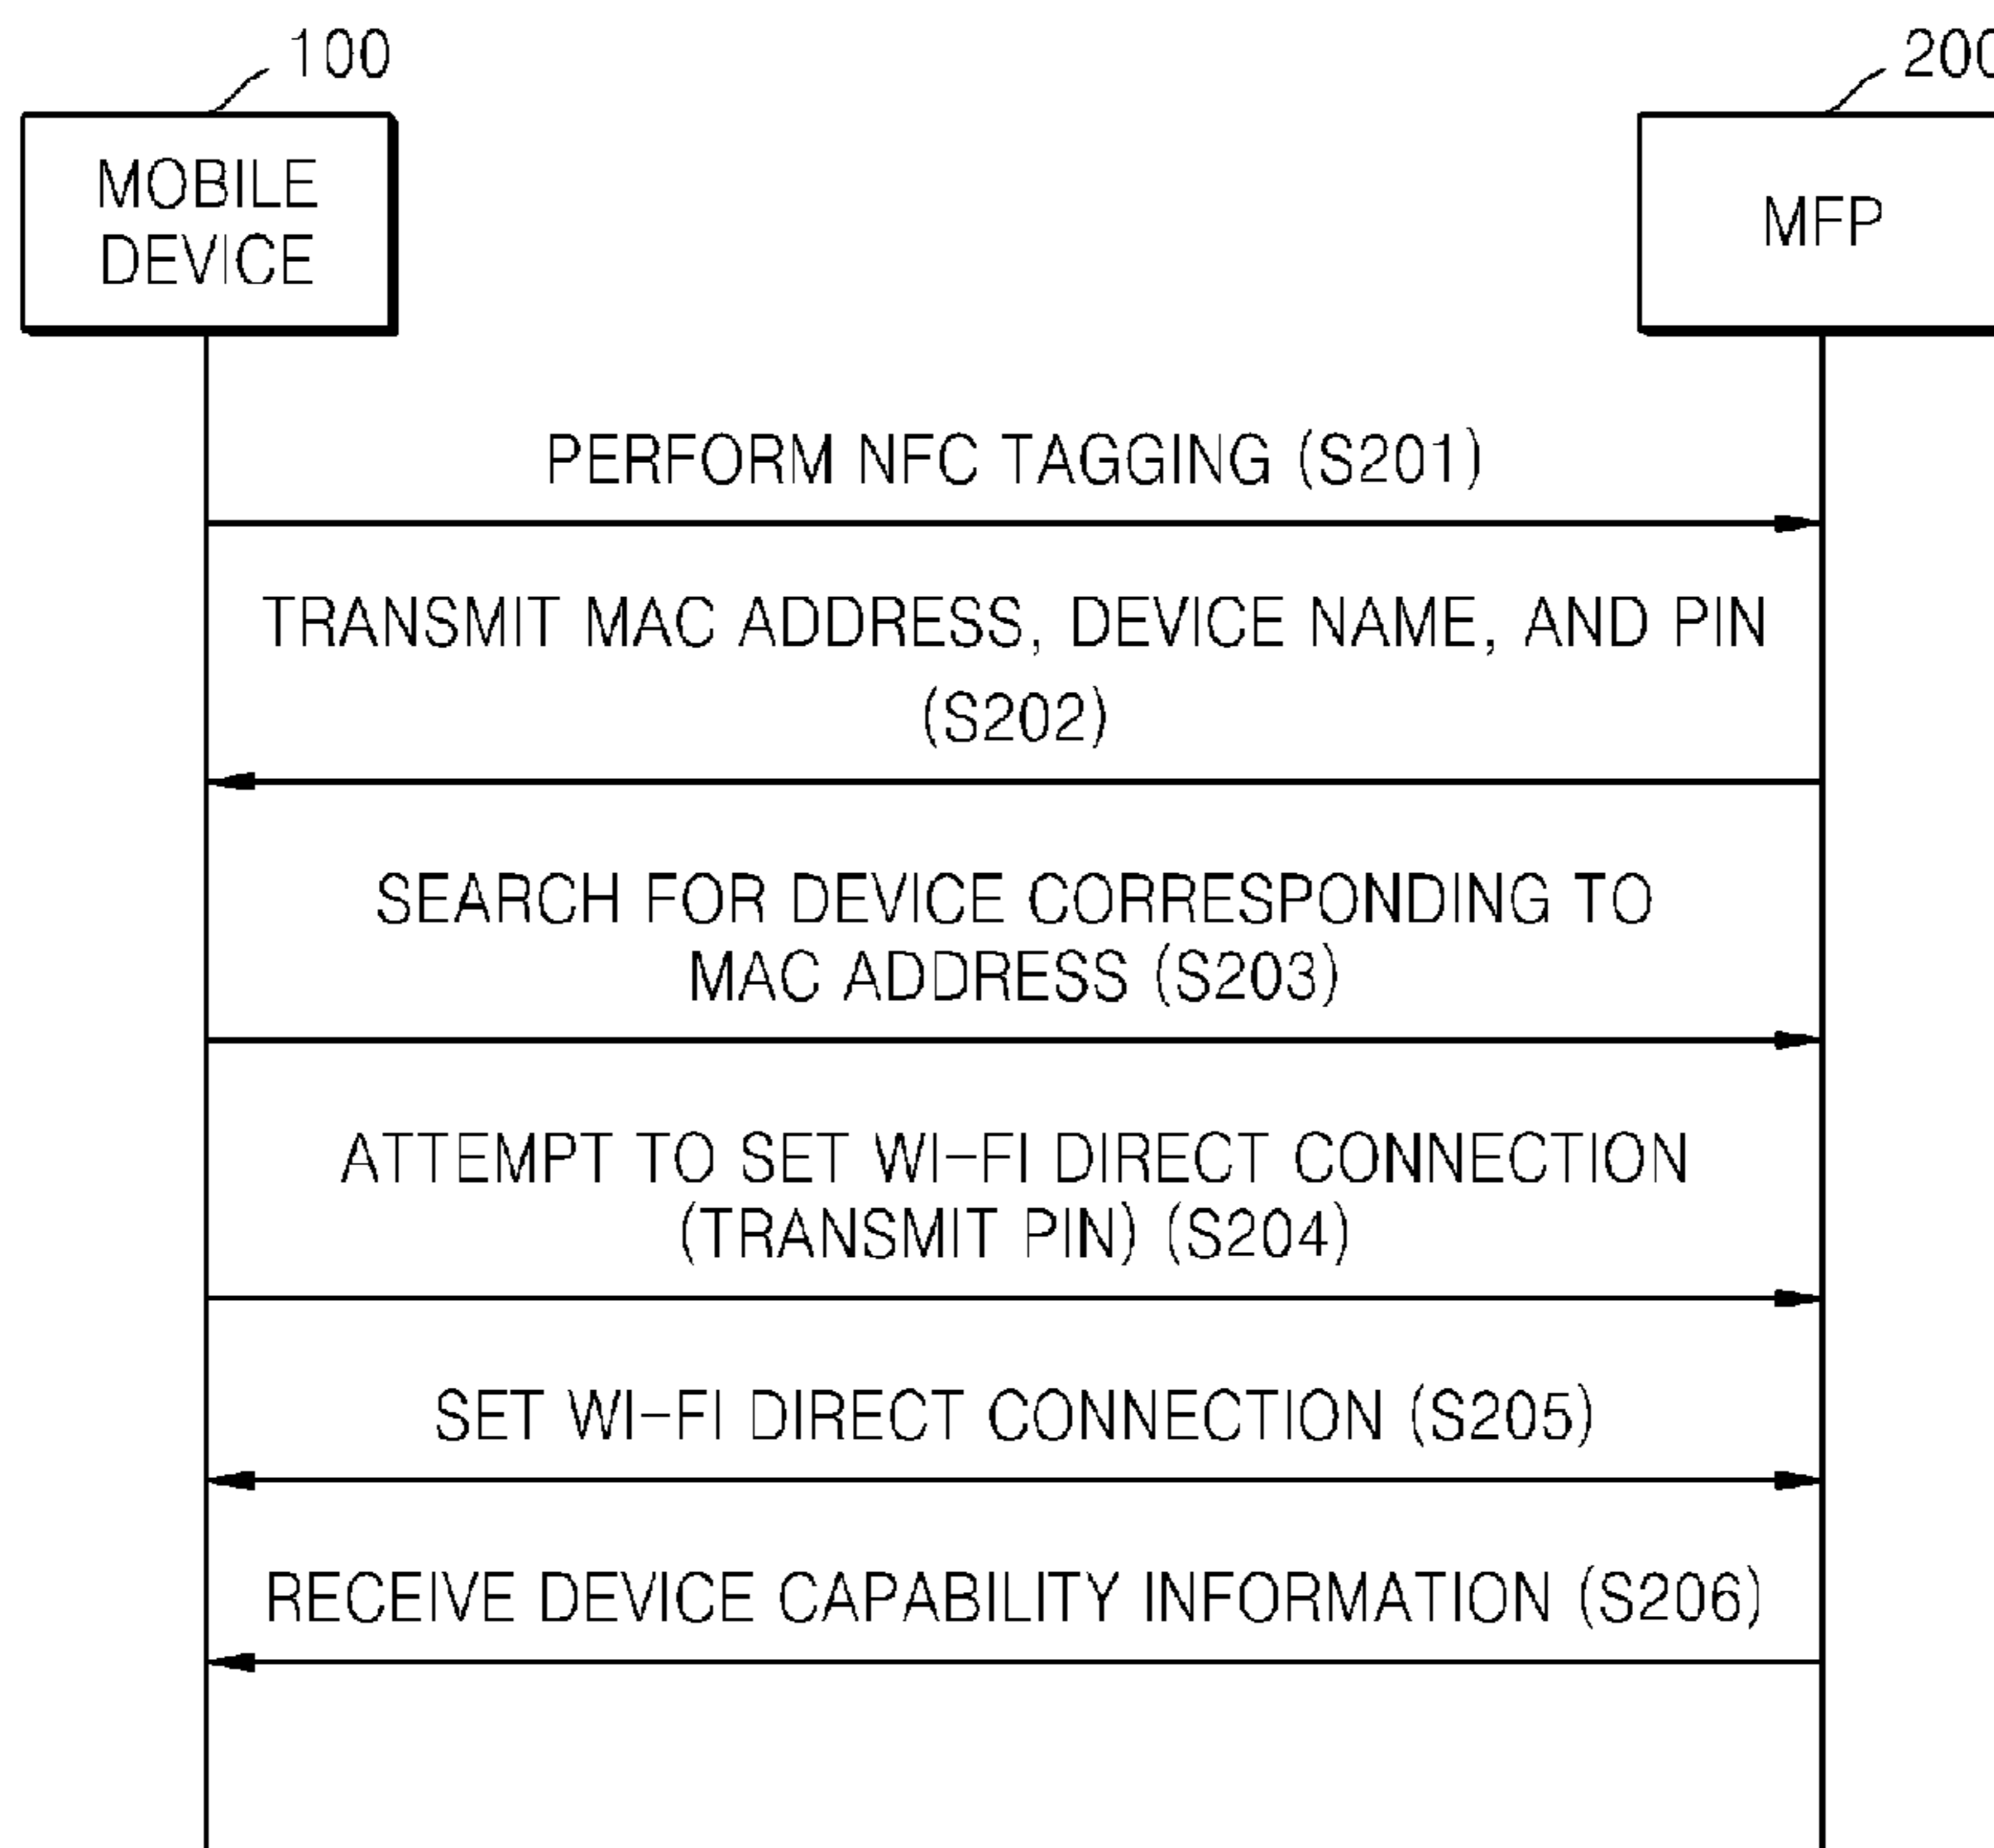 100
200
MOBILE
DEVICE
MFP
PERFORM NFC TAGGING (S201)
TRANSMIT MAC ADDRESS, DEVICE NAME, AND PIN
(S202)
SEARCH FOR DEVICE CORRESPONDING TO
MAC ADDRESS (S203)
ATTEMPT TO SET WI-FI DIRECT CONNECTION
(TRANSMIT PIN) (S204)
SET WI-FI DIRECT CONNECTION (S205)
RECEIVE DEVICE CAPABILITY INFORMATION (S206)